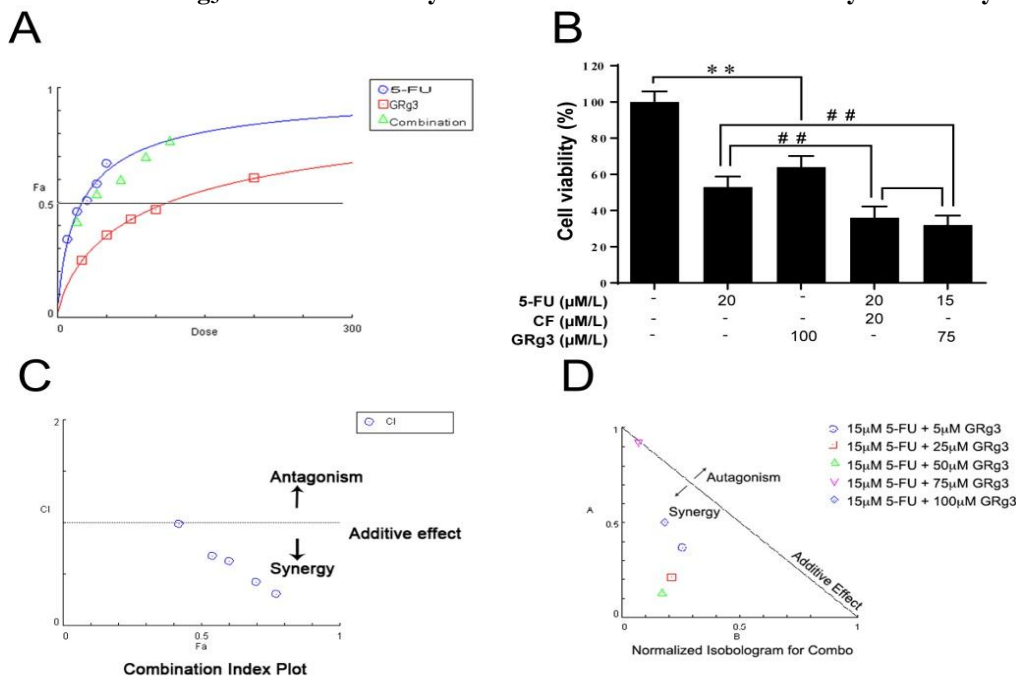 A
1
Fa
0.5
0
0
Dose
300
5-FU
GRg3
Combination
B
Cell viability (%)
120
100
80
60
40
20
0
* *
# #
# #
5-FU (µM/L) - 20 - 20 15
CF (µM/L) - - - 20 -
GRg3 (µM/L) - - 100 - 75
C
2
CI
0
0
0.5
1
Fa
CI
Antagonism
Additive effect
Synergy
Combination Index Plot
D
1
A
0.5
0
0
0.5
1
B
Autagonism
Synergy
Additive Effect
Normalized Isobologram for Combo
15µM 5-FU + 5µM GRg3
15µM 5-FU + 25µM GRg3
15µM 5-FU + 50µM GRg3
15µM 5-FU + 75µM GRg3
15µM 5-FU + 100µM GRg3